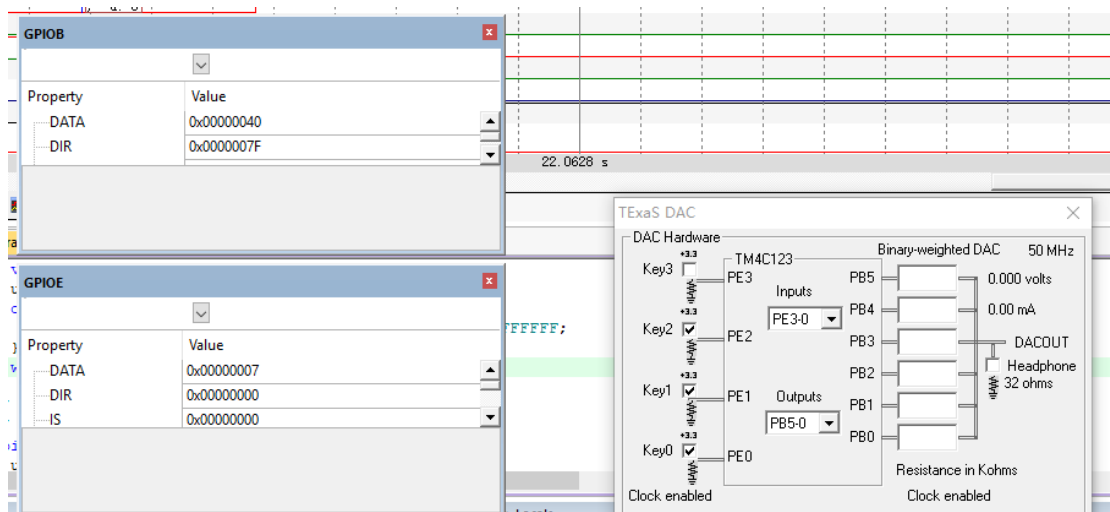 GPIOB
Property Value
DATA 0x00000040
DIR 0x0000007F
22.0628 s
TExaS DAC
DAC Hardware
Binary-weighted DAC 50 MHz
+3.3
Key3
TM4C123
PE3
Inputs
PB5
0.000 volts
+3.3
PE3-0
PB4
0.00 mA
Key2
PE2
PB3
DACOUT
Headphone
32 ohms
PB2
+3.3
Key1
PE1
Outputs
PB5-0
PB1
+3.3
Key0
PE0
PB0
Resistance in Kohms
Clock enabled
Clock enabled
GPIOE
Property Value
DATA 0x00000007
DIR 0x00000000
IS 0x00000000
FFFFFF;